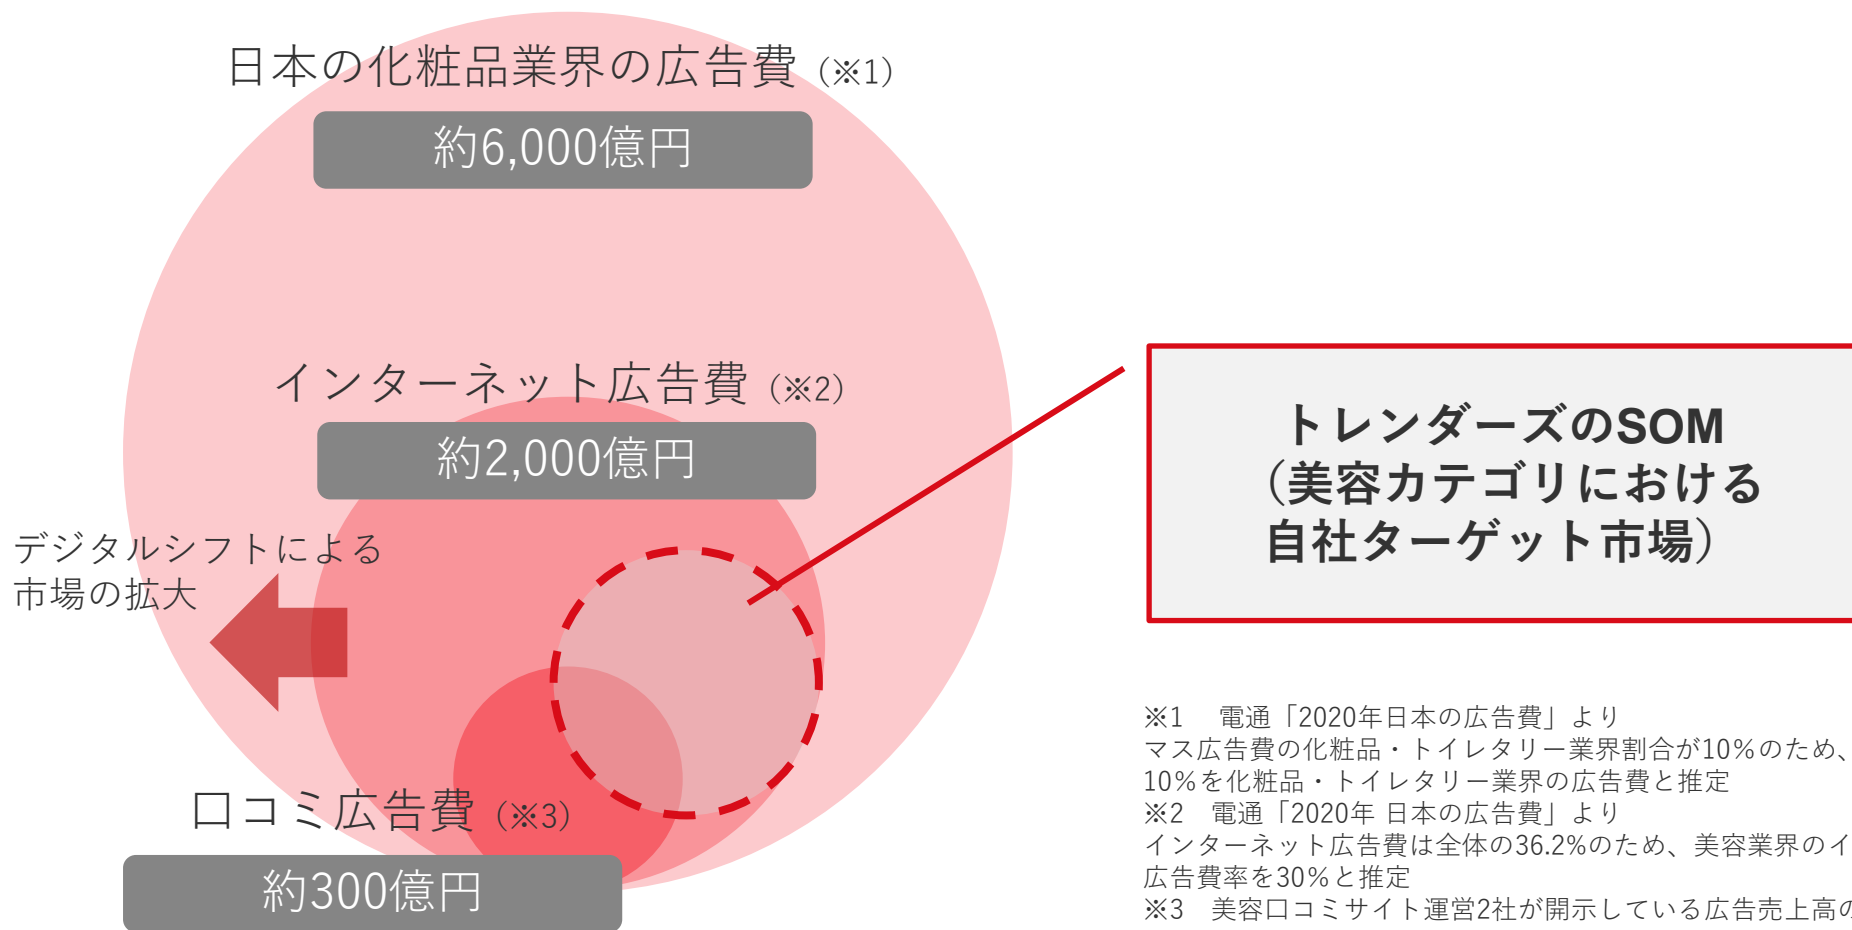 日本の化粧品業界の広告費（※1）
約6,000億円
インターネット広告費（※2）
約2,000億円
デジタルシフトによる
市場の拡大
口コミ広告費（※3）
約300億円
トレンダーズのSOM
（美容カテゴリにおける
自社ターゲット市場）
※1　電通「2020年日本の広告費」より
マス広告費の化粧品・トイレタリー業界割合が10%のため、
10%を化粧品・トイレタリー業界の広告費と推定
※2　電通「2020年 日本の広告費」より
インターネット広告費は全体の36.2%のため、美容業界のイ
広告費率を30%と推定
※3　美容口コミサイト運営2社が開示している広告売上高の